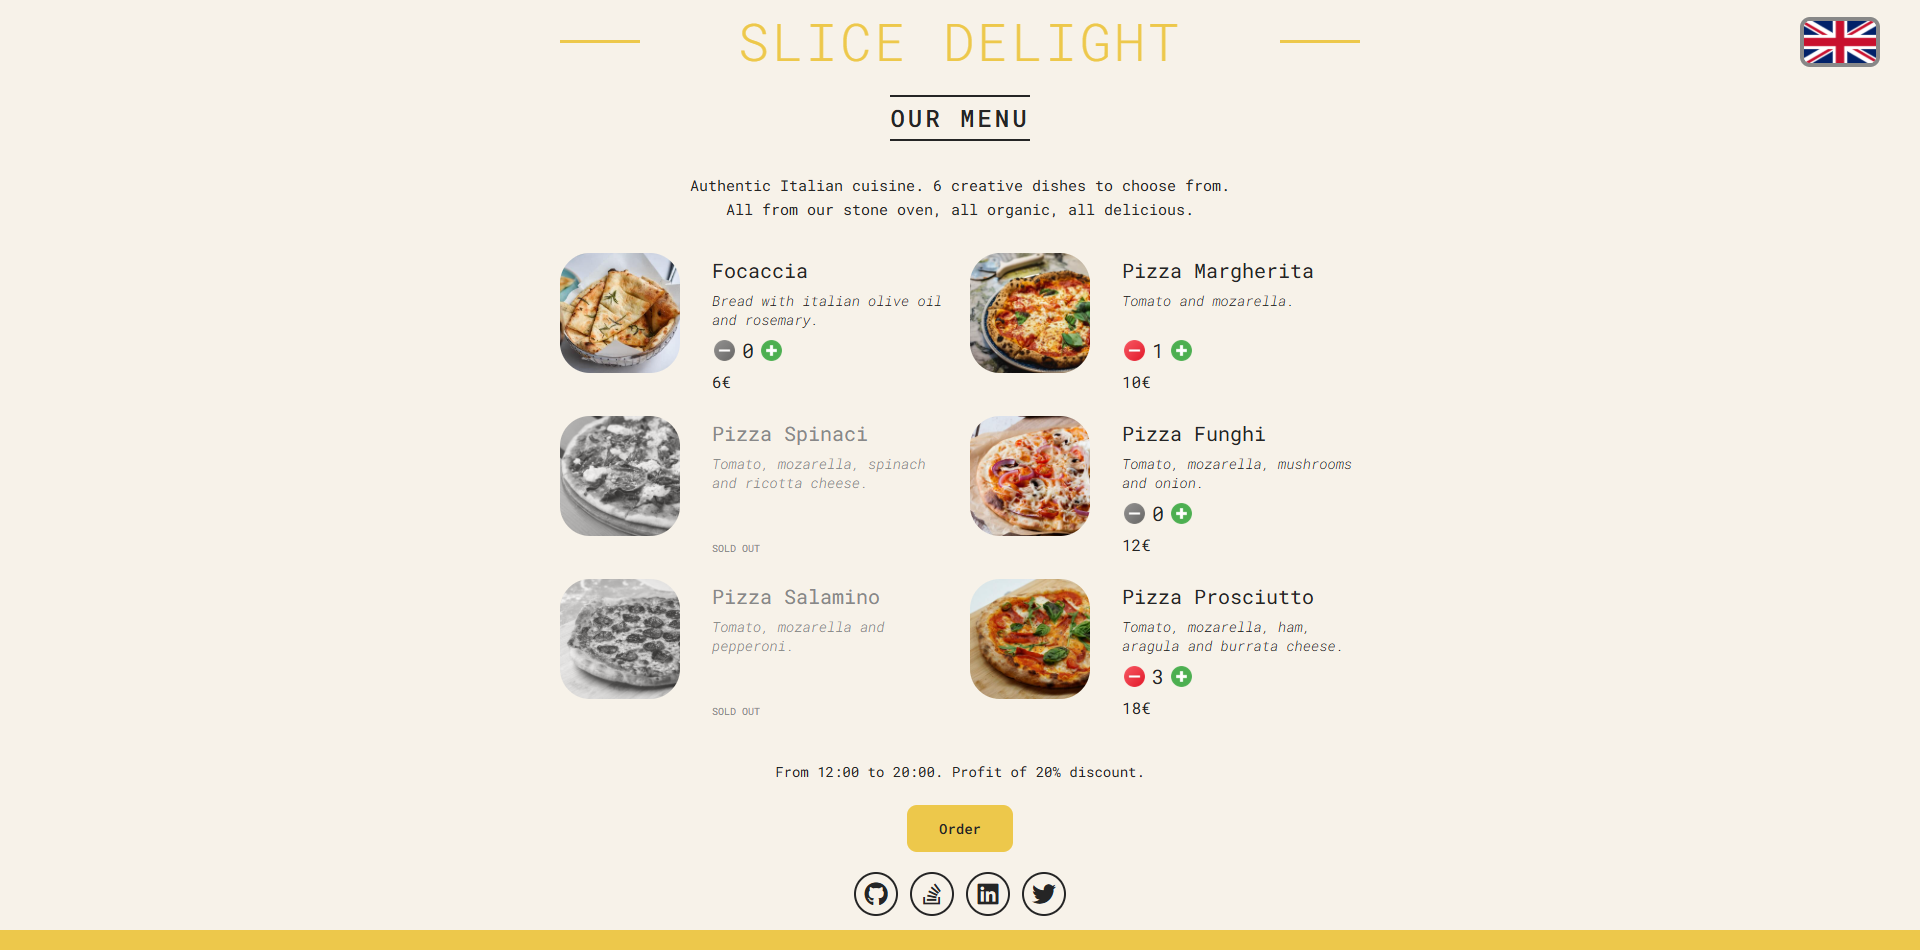 SLICE DELIGHT
OUR MENU
Authentic Italian cuisine. 6 creative dishes to choose from.
All from our stone oven, all organic, all delicious.
Focaccia
Bread with italian olive oil
and rosemary.
0
6€
Pizza Margherita
Tomato and mozarella.
1
10€
Pizza Spinaci
Tomato, mozarella, spinach
and ricotta cheese.
SOLD OUT
Pizza Funghi
Tomato, mozarella, mushrooms
and onion.
0
12€
Pizza Salamino
Tomato, mozarella and
pepperoni.
SOLD OUT
Pizza Prosciutto
Tomato, mozarella, ham,
aragula and burrata cheese.
3
18€
From 12:00 to 20:00. Profit of 20% discount.
Order
in